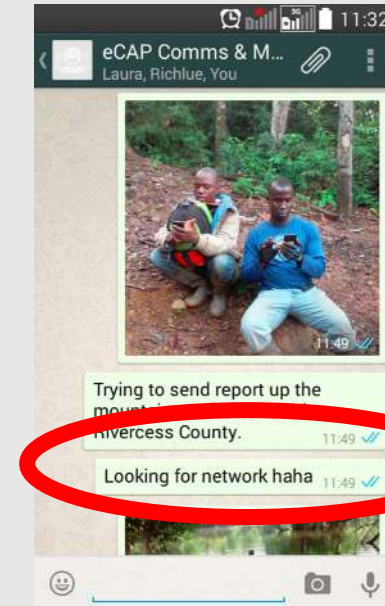 3G 11:32
eCAP Comms & M...
Laura, Richlue, You
11:49
Trying to send report up the
Rivercess County.
11:49
Looking for network haha 11:49